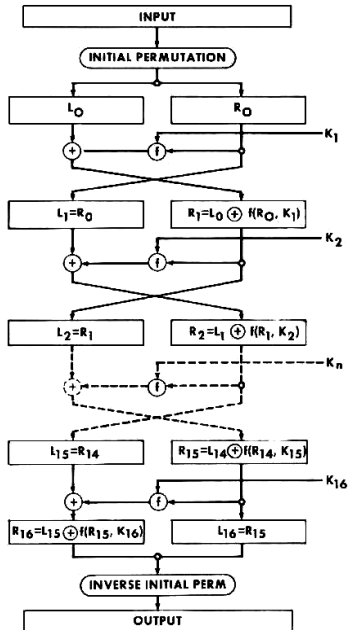 INPUT
INITIAL PERMUTATION
L₀
R₀
K₁
+
f
L₁=R₀
R₁=L₀ ⊕ f(R₀, K₁)
K₂
+
f
L₂=R₁
R₂=L₁ ⊕ f(R₁, K₂)
Kₙ
+
f
L₁₅=R₁₄
R₁₅=L₁₄⊕f(R₁₄, K₁₅)
K₁₆
+
f
R₁₆=L₁₅⊕f(R₁₅, K₁₆)
L₁₆=R₁₅
INVERSE INITIAL PERM
OUTPUT